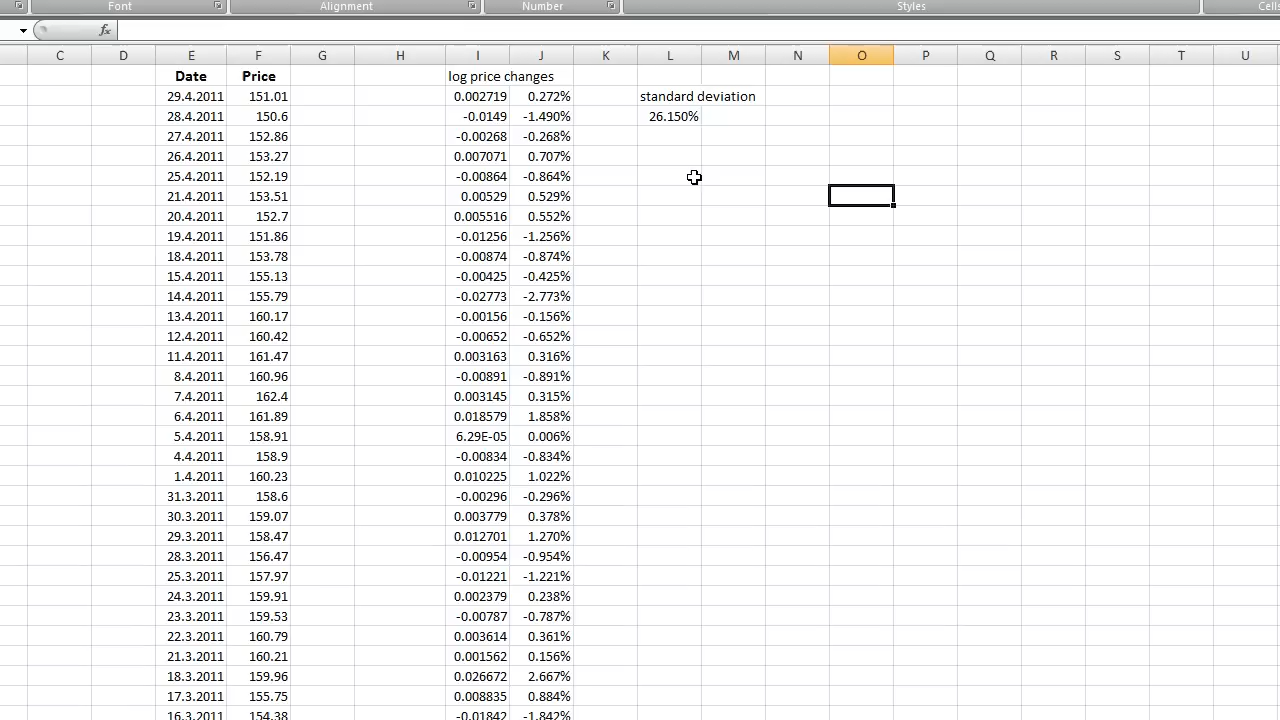 Font Alignment Number Styles Cells
fx
C D E F G H I J K L M N O P Q R S T U
Date Price log price changes
29.4.2011 151.01 0.002719 0.272% standard deviation
28.4.2011 150.6 -0.0149 -1.490% 26.150%
27.4.2011 152.86 -0.00268 -0.268%
26.4.2011 153.27 0.007071 0.707%
25.4.2011 152.19 -0.00864 -0.864%
21.4.2011 153.51 0.00529 0.529%
20.4.2011 152.7 0.005516 0.552%
19.4.2011 151.86 -0.01256 -1.256%
18.4.2011 153.78 -0.00874 -0.874%
15.4.2011 155.13 -0.00425 -0.425%
14.4.2011 155.79 -0.02773 -2.773%
13.4.2011 160.17 -0.00156 -0.156%
12.4.2011 160.42 -0.00652 -0.652%
11.4.2011 161.47 0.003163 0.316%
8.4.2011 160.96 -0.00891 -0.891%
7.4.2011 162.4 0.003145 0.315%
6.4.2011 161.89 0.018579 1.858%
5.4.2011 158.91 6.29E-05 0.006%
4.4.2011 158.9 -0.00834 -0.834%
1.4.2011 160.23 0.010225 1.022%
31.3.2011 158.6 -0.00296 -0.296%
30.3.2011 159.07 0.003779 0.378%
29.3.2011 158.47 0.012701 1.270%
28.3.2011 156.47 -0.00954 -0.954%
25.3.2011 157.97 -0.01221 -1.221%
24.3.2011 159.91 0.002379 0.238%
23.3.2011 159.53 -0.00787 -0.787%
22.3.2011 160.79 0.003614 0.361%
21.3.2011 160.21 0.001562 0.156%
18.3.2011 159.96 0.026672 2.667%
17.3.2011 155.75 0.008835 0.884%
16.3.2011 154.38 -0.01842 -1.842%